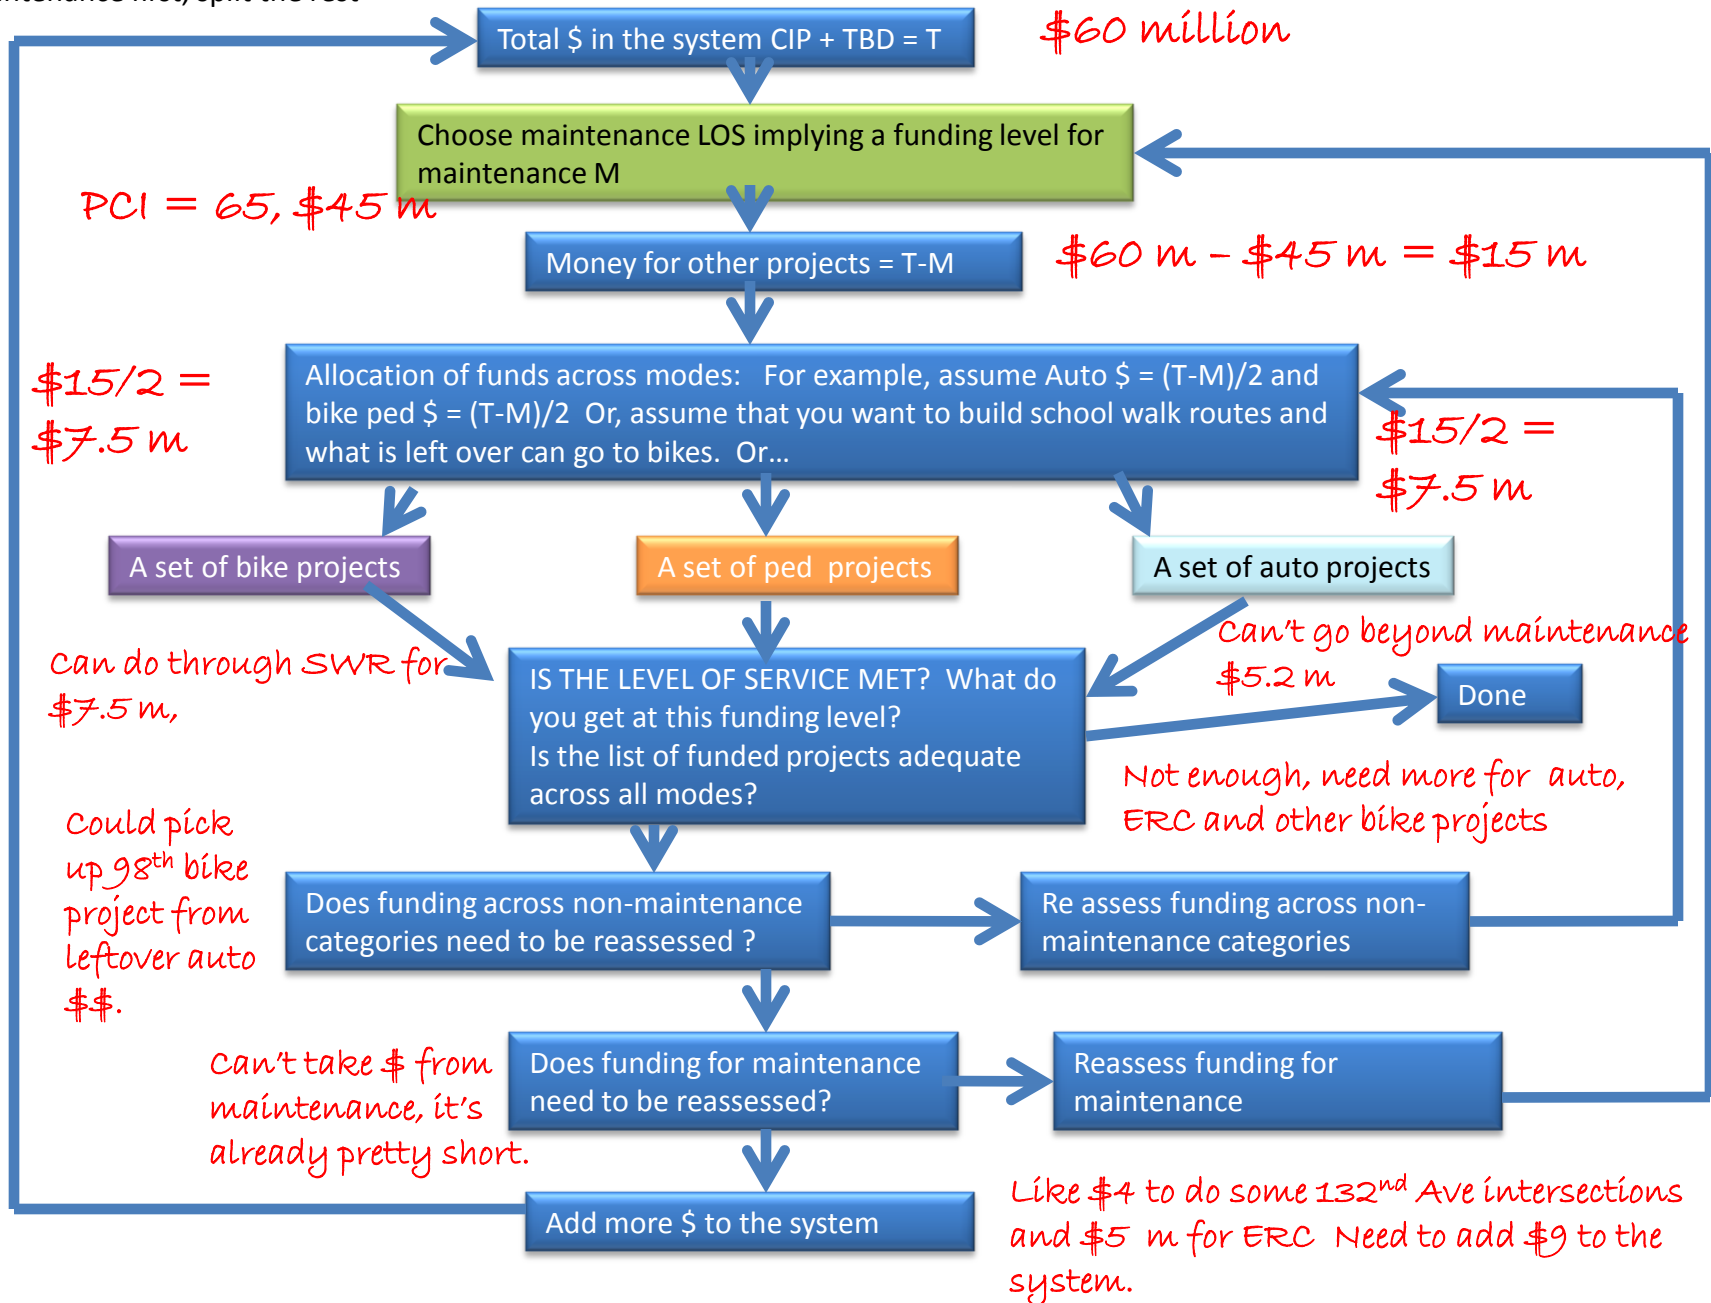 Total $ in the system CIP + TBD = T
$60 million
Choose maintenance LOS implying a funding level for
maintenance M
PCI = 65, $45 m
Money for other projects = T-M
$60 m – $45 m = $15 m
$15/2 =
$7.5 m
Allocation of funds across modes: For example, assume Auto $ = (T-M)/2 and
bike ped $ = (T-M)/2 Or, assume that you want to build school walk routes and
what is left over can go to bikes. Or…
$15/2 =
$7.5 m
A set of bike projects
A set of ped projects
A set of auto projects
Can do through SWR for
$7.5 m,
Can't go beyond maintenance
$5.2 m
IS THE LEVEL OF SERVICE MET? What do
you get at this funding level?
Is the list of funded projects adequate
across all modes?
Done
Not enough, need more for auto,
ERC and other bike projects
Could pick
up 98th bike
project from
leftover auto
$$.
Does funding across non-maintenance
categories need to be reassessed ?
Re assess funding across non-
maintenance categories
Can't take $ from
maintenance, it's
already pretty short.
Does funding for maintenance
need to be reassessed?
Reassess funding for
maintenance
Add more $ to the system
Like $4 to do some 132nd Ave intersections
and $5 m for ERC Need to add $9 to the
system.